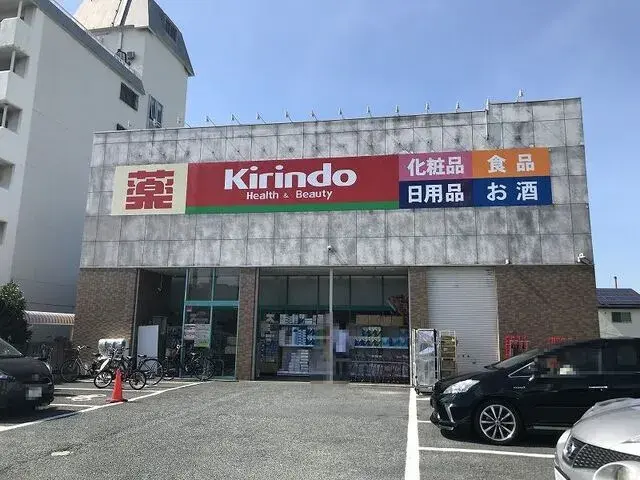 薬
Kirindo
Health & Beauty
化粧品
食品
日用品
お酒